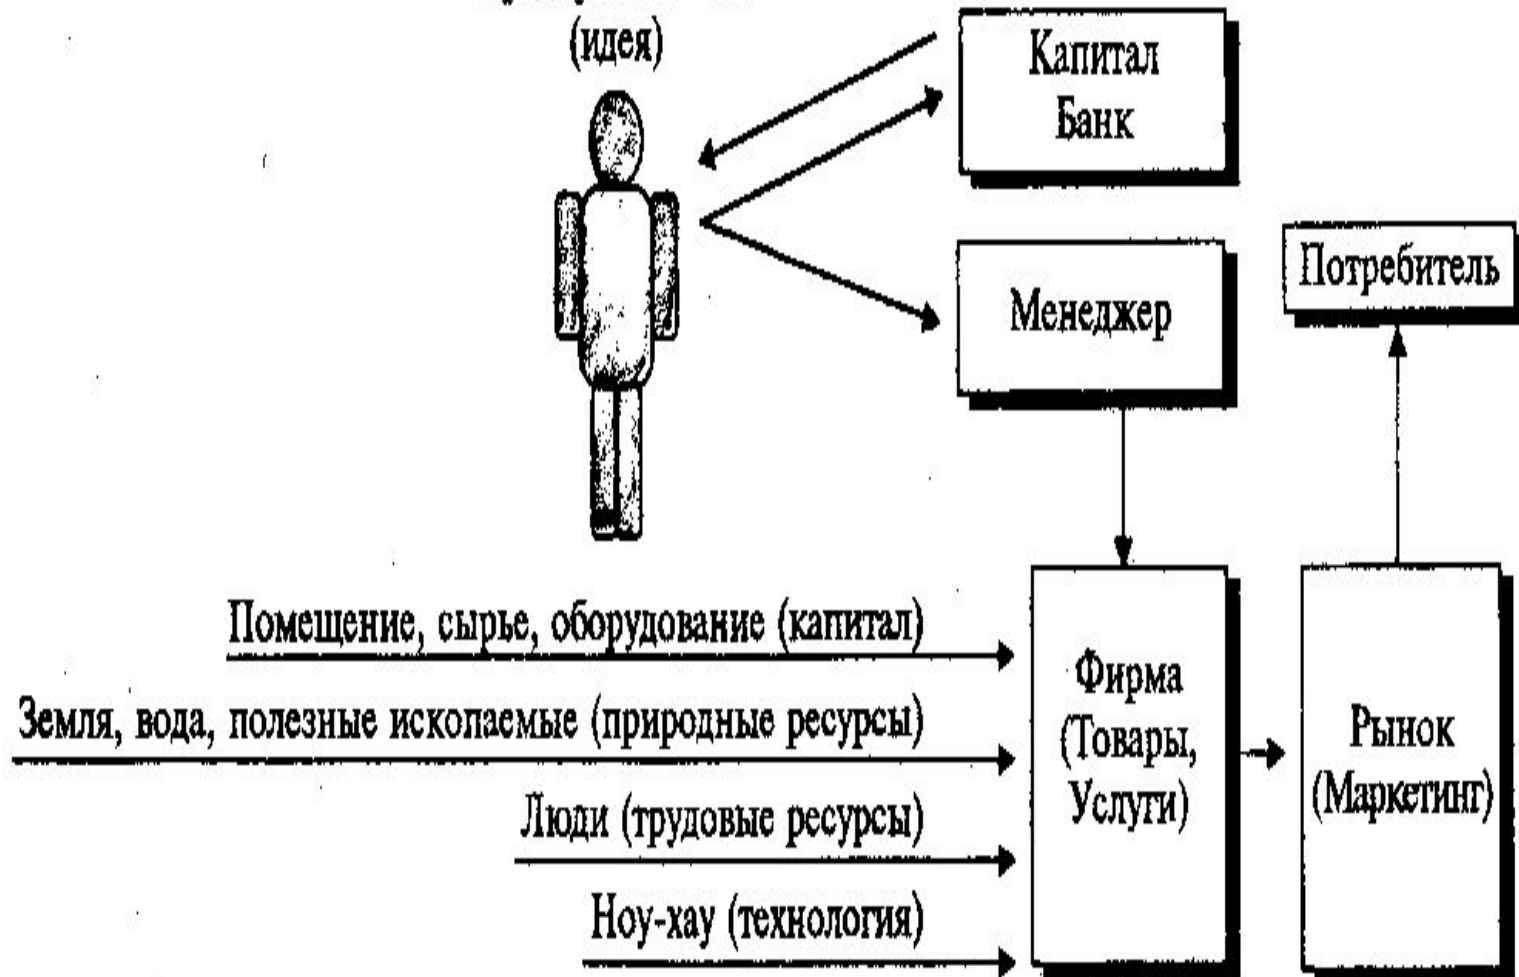 (идея)
Капитал
Банк
Потребитель
Менеджер
Помещение, сырье, оборудование (капитал)
Земля, вода, полезные ископаемые (природные ресурсы)
Люди (трудовые ресурсы)
Ноу-хау (технология)
Фирма
(Товары,
Услуги)
Рынок
(Маркетинг)